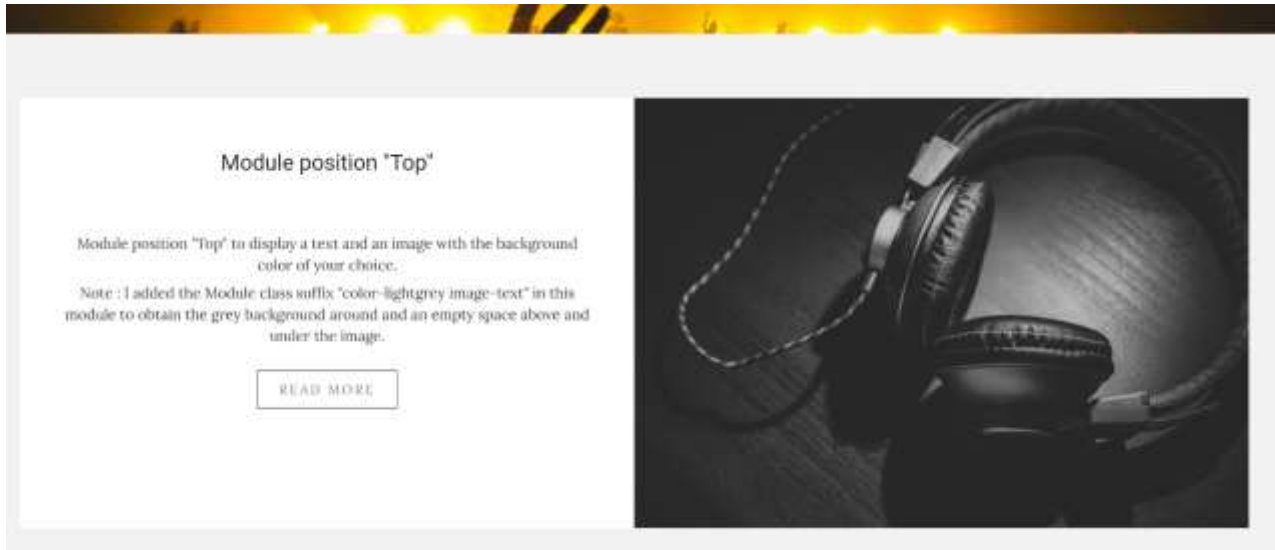 Module position "Top"
Module position "Top" to display a text and an image with the background
color of your choice.
Note : I added the Module class suffix "color-lightgrey image-text" in this
module to obtain the grey background around and an empty space above and
under the image.
READ MORE